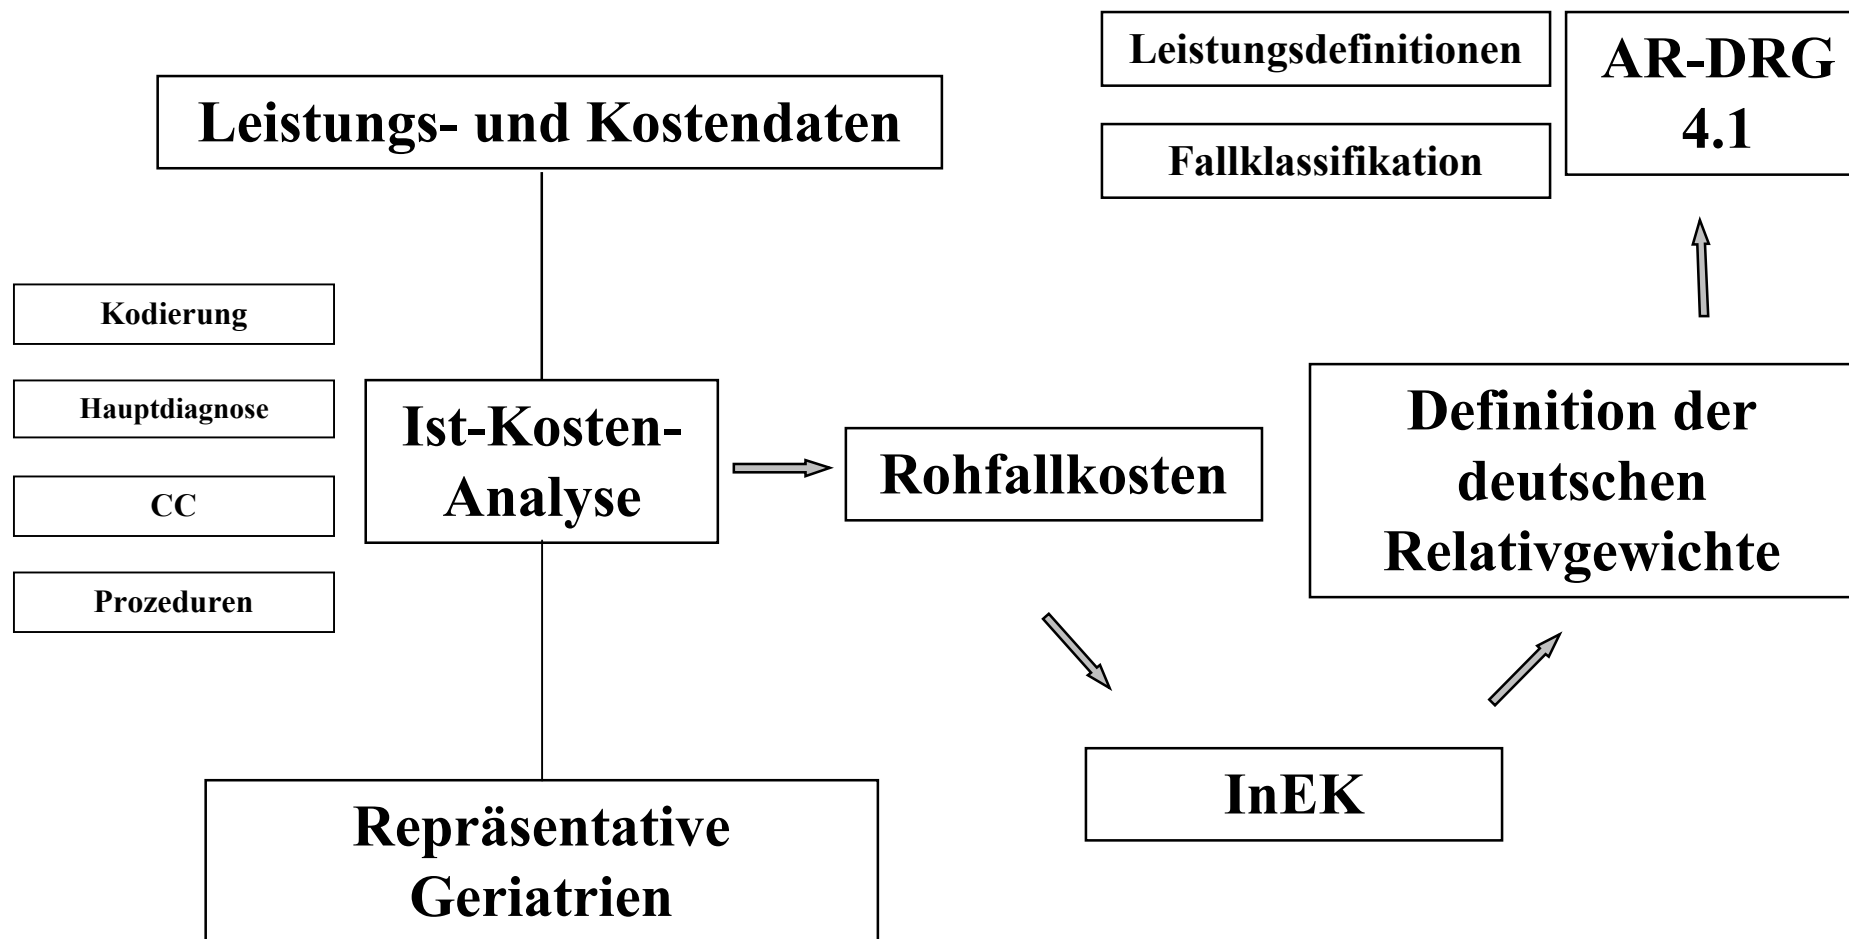 Leistungsdefinitionen
AR-DRG
4.1
Leistungs- und Kostendaten
Fallklassifikation
Kodierung
Hauptdiagnose
CC
Prozeduren
Ist-Kosten-
Analyse
Rohfallkosten
Definition der
deutschen
Relativgewichte
InEK
Repräsentative
Geriatrien